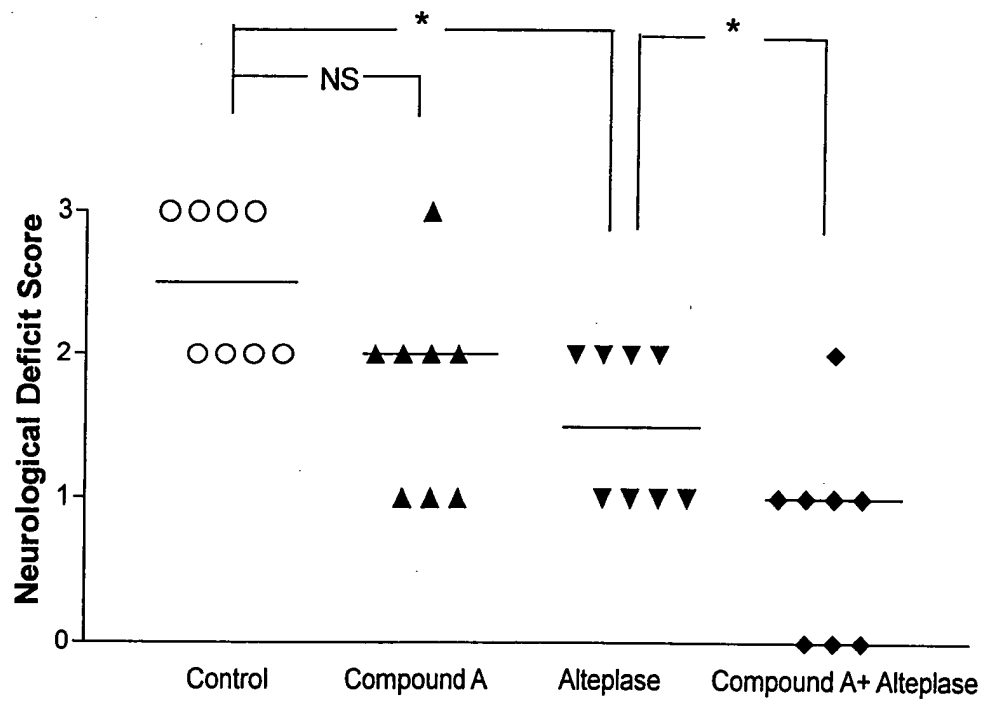 *
*
NS
Neurological Deficit Score
3
2
1
0
Control
Compound A
Alteplase
Compound A+ Alteplase